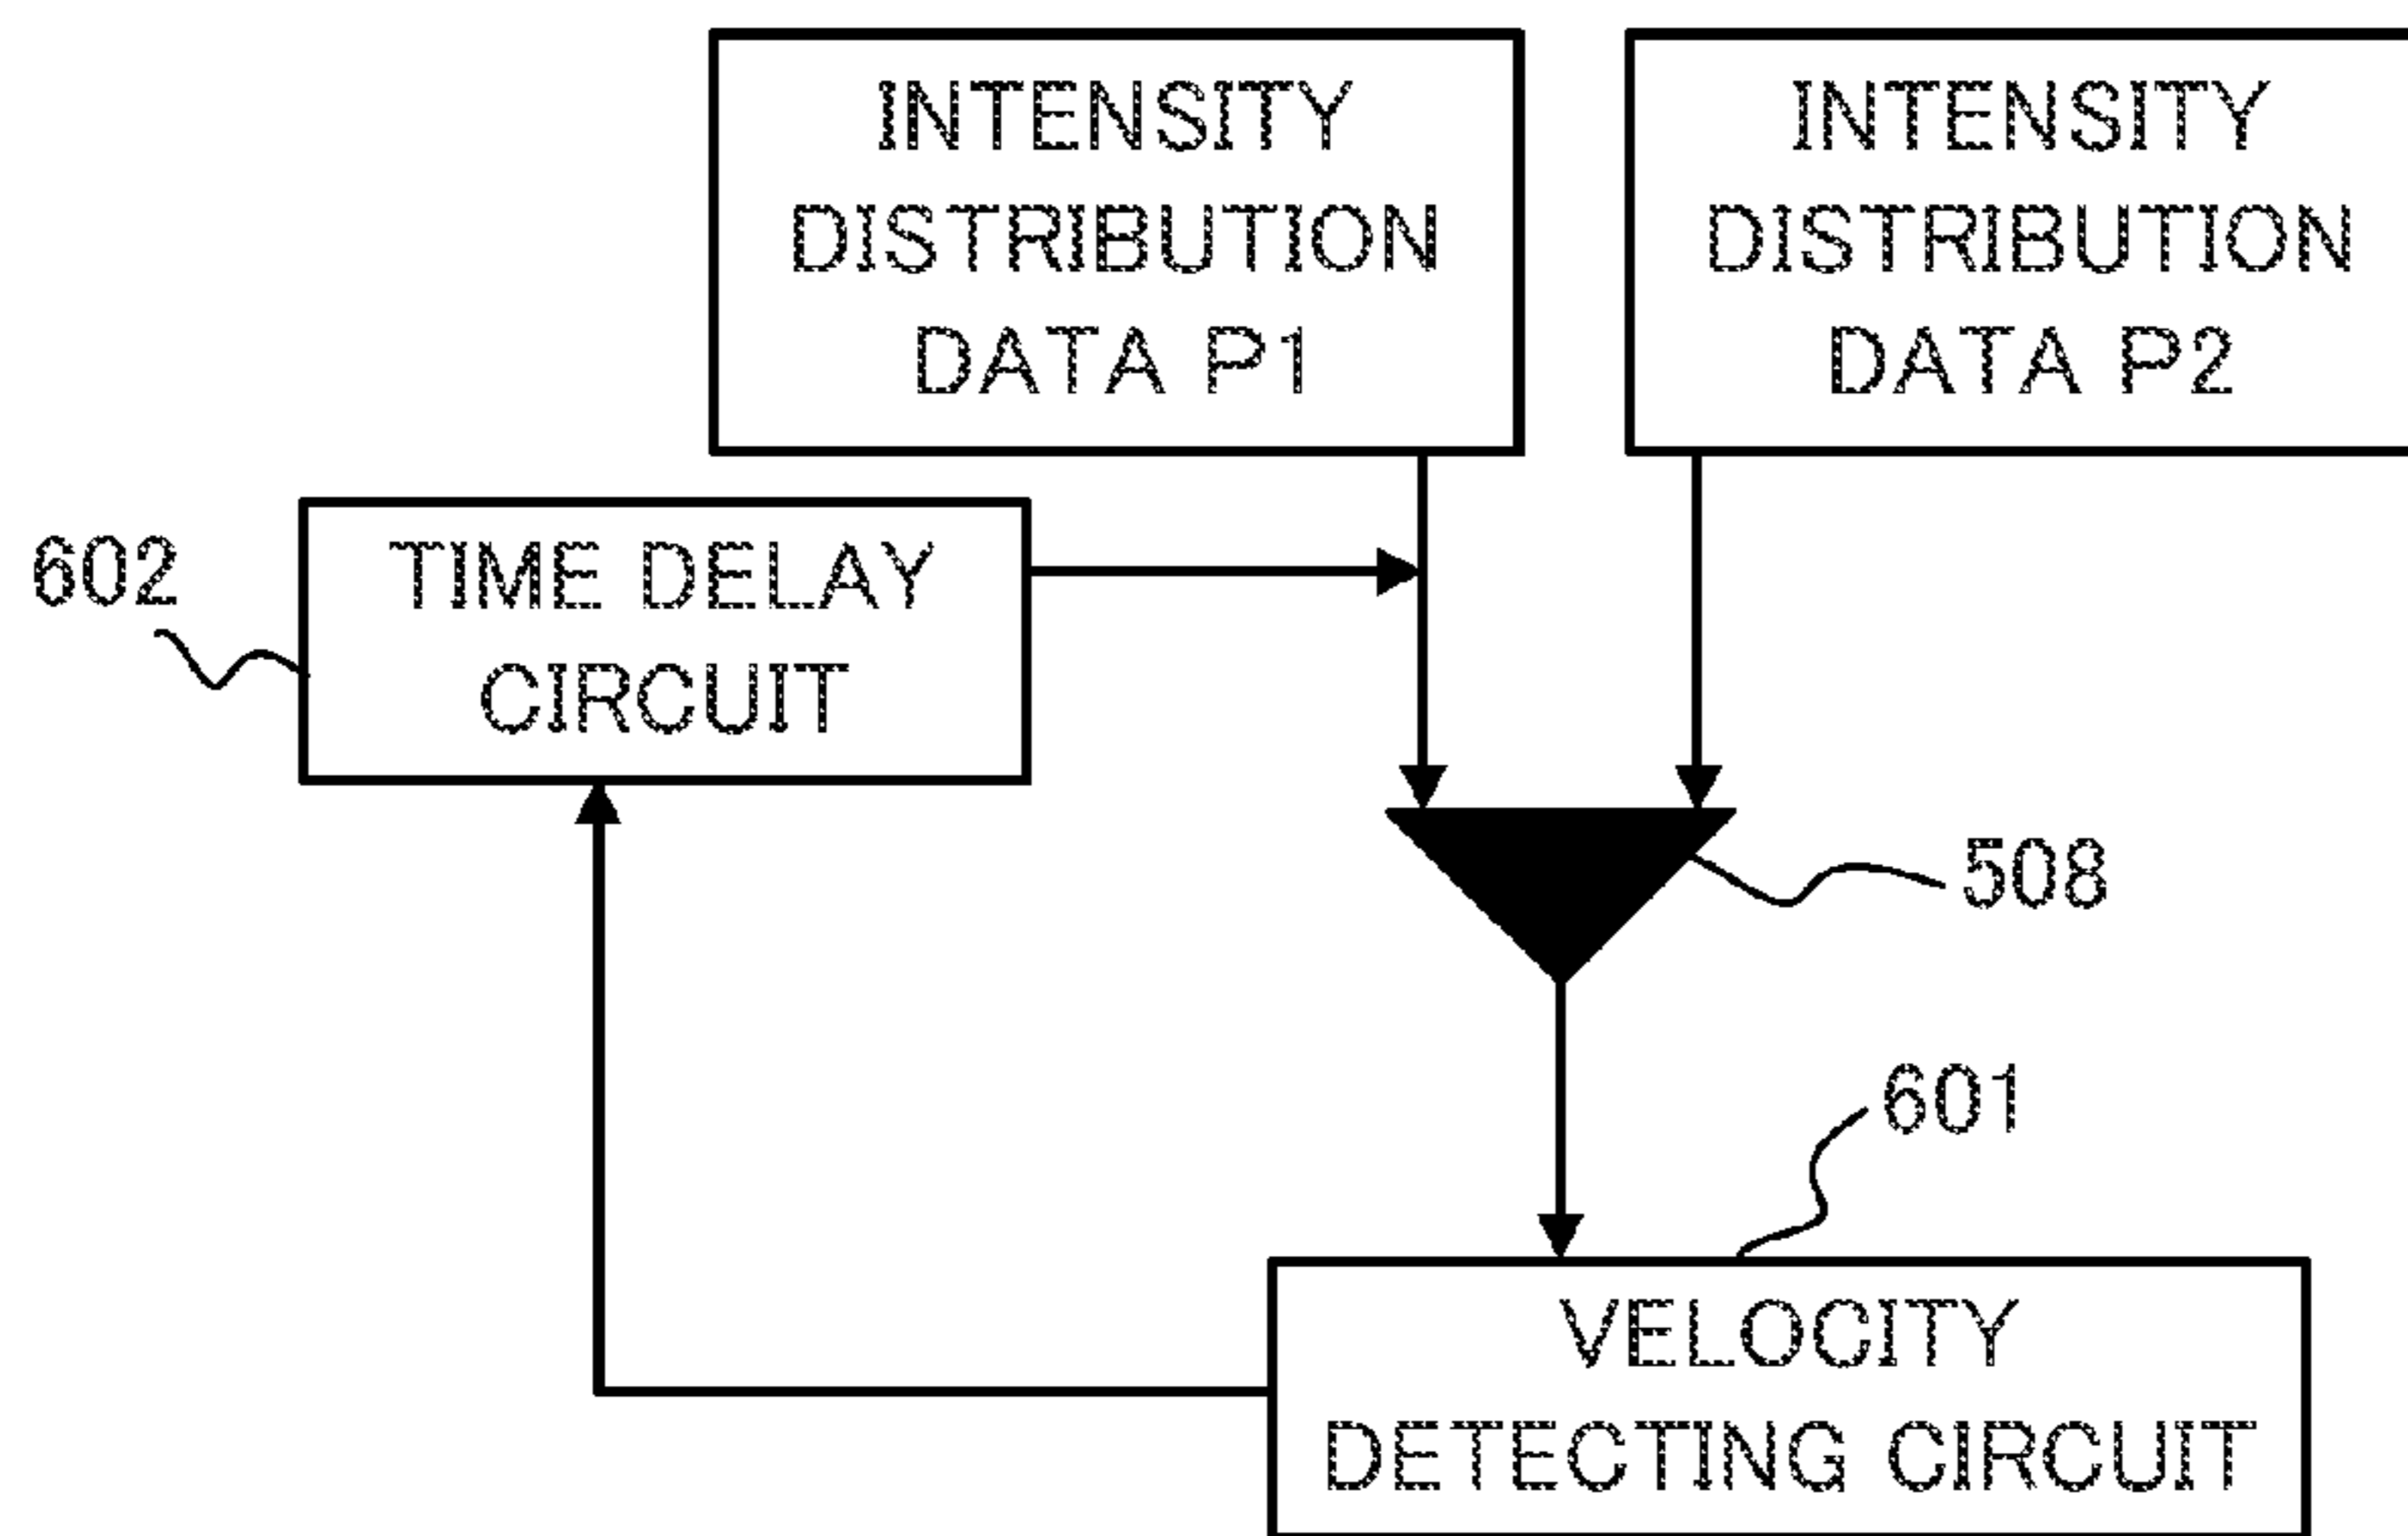 INTENSITY
DISTRIBUTION
DATA P1
INTENSITY
DISTRIBUTION
DATA P2
602
TIME DELAY
CIRCUIT
508
601
VELOCITY
DETECTING CIRCUIT